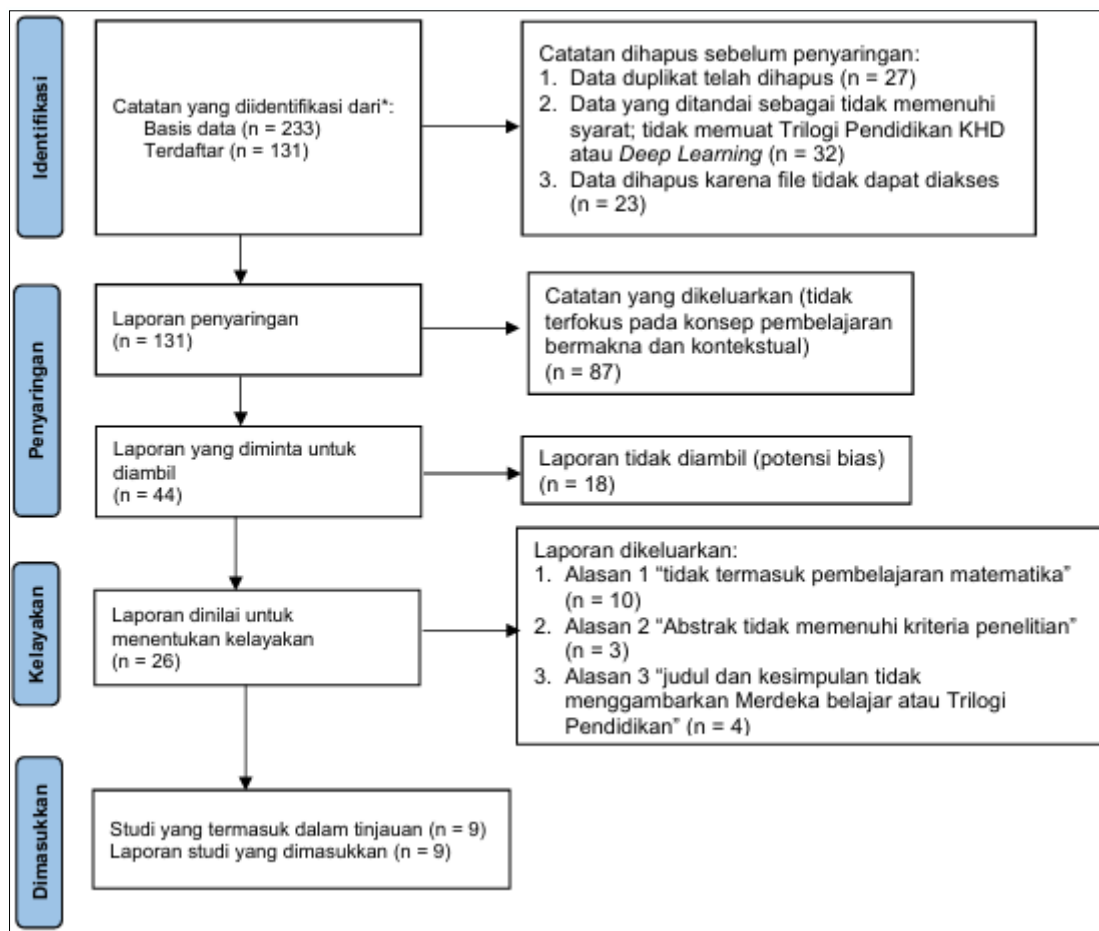 Identifikasi
Catatan yang diidentifikasi dari*:
Basis data (n = 233)
Terdaftar (n = 131)
Catatan dihapus sebelum penyaringan:
1. Data duplikat telah dihapus (n = 27)
2. Data yang ditandai sebagai tidak memenuhi
syarat; tidak memuat Trilogi Pendidikan KHD
atau Deep Learning (n = 32)
3. Data dihapus karena file tidak dapat diakses
(n = 23)
Penyaringan
Laporan penyaringan
(n = 131)
Catatan yang dikeluarkan (tidak
terfokus pada konsep pembelajaran
bermakna dan kontekstual)
(n = 87)
Laporan yang diminta untuk
diambil
(n = 44)
Laporan tidak diambil (potensi bias)
(n = 18)
Kelayakan
Laporan dinilai untuk
menentukan kelayakan
(n = 26)
Laporan dikeluarkan:
1. Alasan 1 “tidak termasuk pembelajaran matematika”
(n = 10)
2. Alasan 2 “Abstrak tidak memenuhi kriteria penelitian”
(n = 3)
3. Alasan 3 “judul dan kesimpulan tidak
menggambarkan Merdeka belajar atau Trilogi
Pendidikan” (n = 4)
Dimasukkan
Studi yang termasuk dalam tinjauan (n = 9)
Laporan studi yang dimasukkan (n = 9)